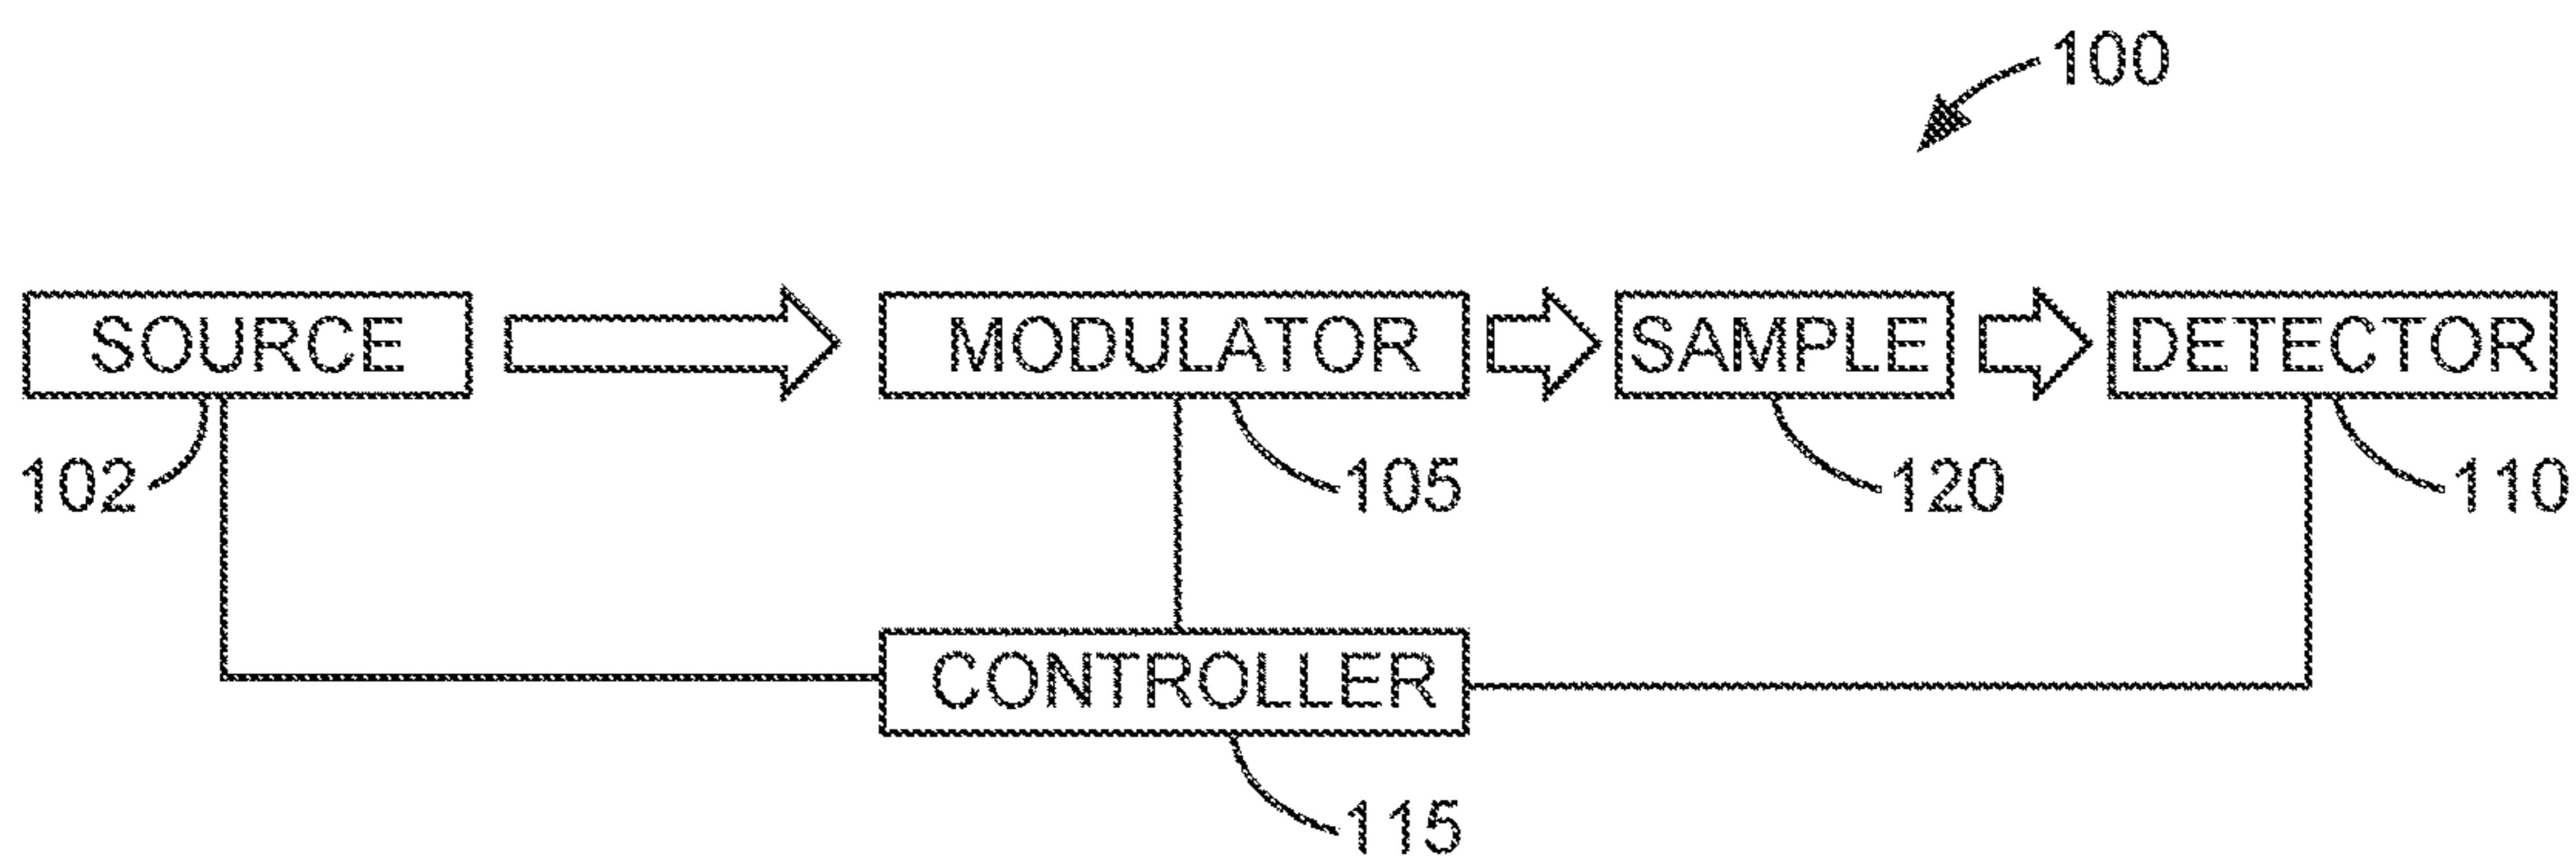 100
SOURCE MODULATOR SAMPLE DETECTOR
102 105 120 110
CONTROLLER
115